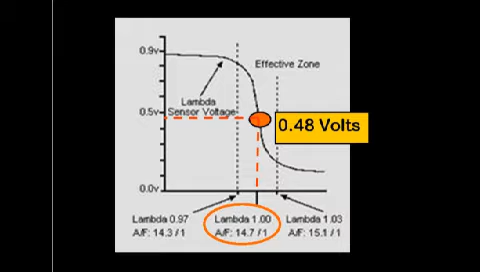 0.9v
Effective Zone
Lambda
Sensor Voltage
0.5v
0.48 Volts
0.0v
Lambda 0.97
A/F: 14.3 / 1
Lambda 1.00
A/F: 14.7 / 1
Lambda 1.03
A/F: 15.1 / 1